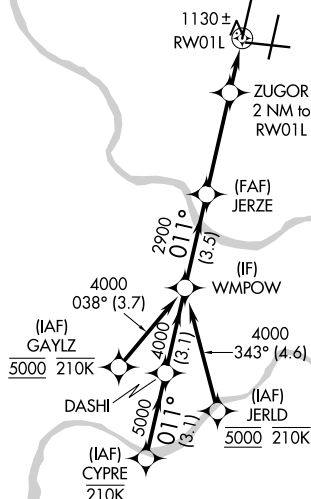 1130 ±
RW01L
ZUGOR
2 NM to
RW01L
(FAF)
JERZE
2900
011°
(3.5)
(IF)
WMPOW
4000
038° (3.7)
(IAF)
GAYLZ
5000 210K
4000
(3.1)
4000
343° (4.6)
DASHI
(IAF)
JERLD
5000 210K
5000
011°
(3.1)
(IAF)
CYPRE
210K